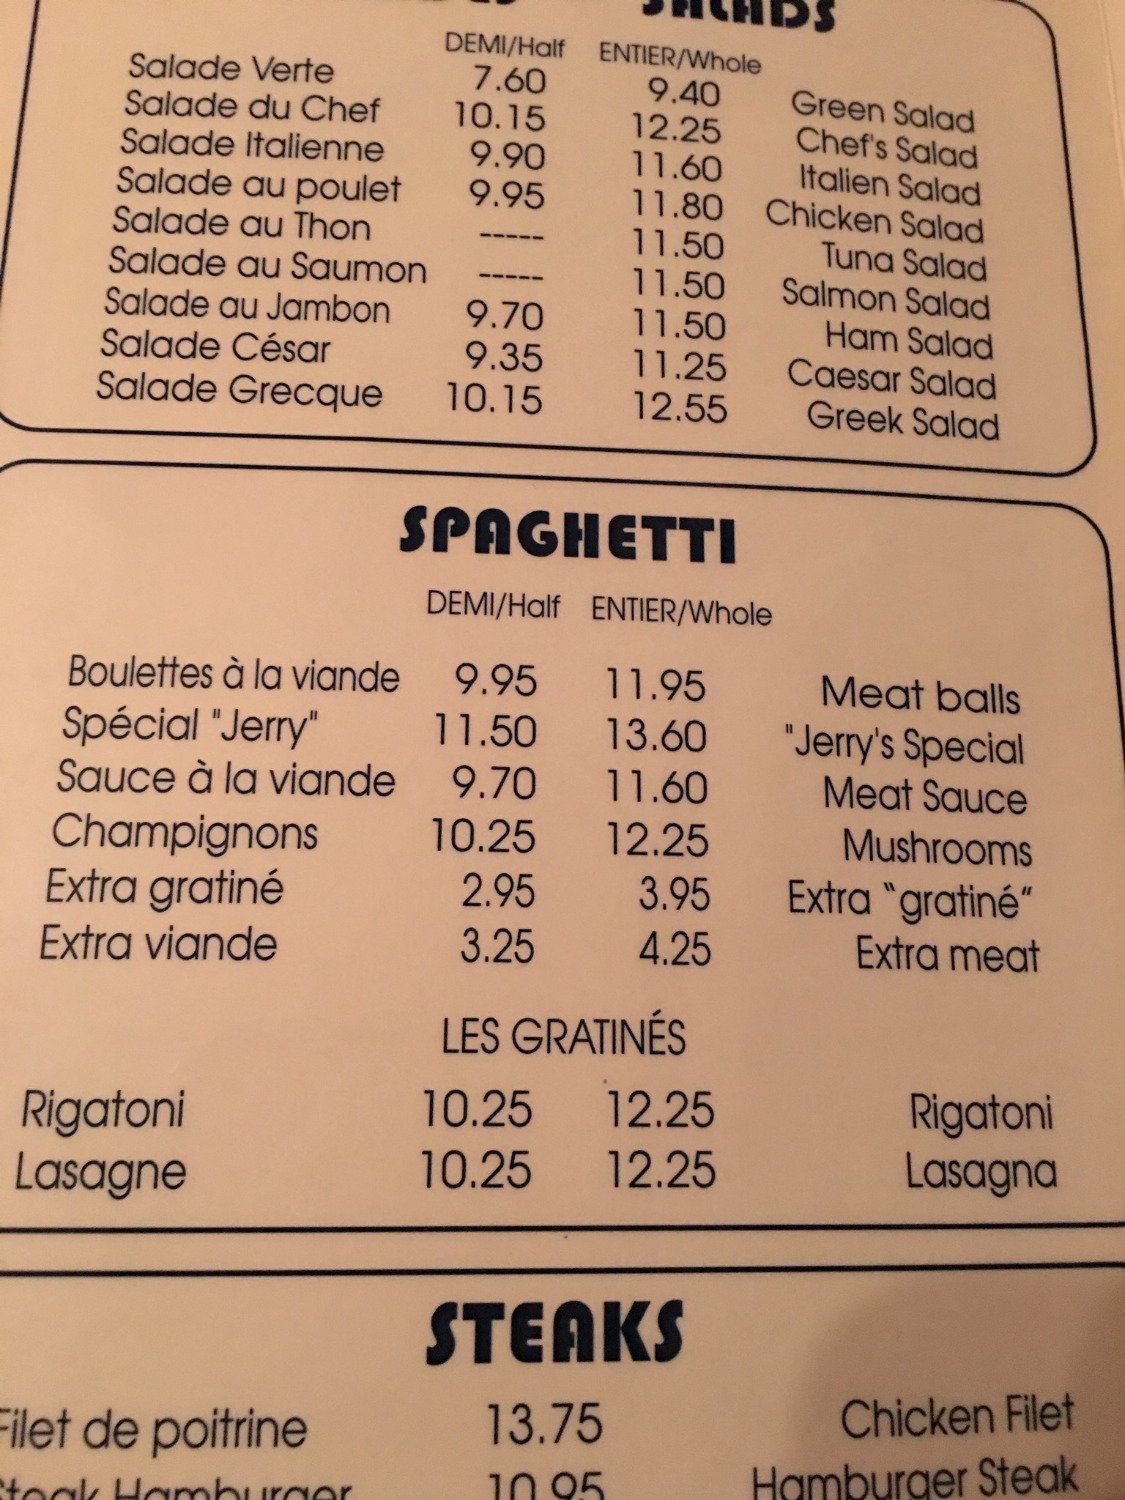 SALADS
DEMI/Half ENTIER/Whole
Salade Verte 7.60 9.40 Green Salad
Salade du Chef 10.15 12.25 Chef's Salad
Salade Italienne 9.90 11.60 Italien Salad
Salade au poulet 9.95 11.80 Chicken Salad
Salade au Thon ----- 11.50 Tuna Salad
Salade au Saumon ----- 11.50 Salmon Salad
Salade au Jambon 9.70 11.50 Ham Salad
Salade César 9.35 11.25 Caesar Salad
Salade Grecque 10.15 12.55 Greek Salad
SPAGHETTI
DEMI/Half ENTIER/Whole
Boulettes à la viande 9.95 11.95 Meat balls
Spécial "Jerry" 11.50 13.60 "Jerry's Special
Sauce à la viande 9.70 11.60 Meat Sauce
Champignons 10.25 12.25 Mushrooms
Extra gratiné 2.95 3.95 Extra "gratiné"
Extra viande 3.25 4.25 Extra meat
LES GRATINÉS
Rigatoni 10.25 12.25 Rigatoni
Lasagne 10.25 12.25 Lasagna
STEAKS
Filet de poitrine 13.75 Chicken Filet
Steak Hamburger 10.95 Hamburger Steak